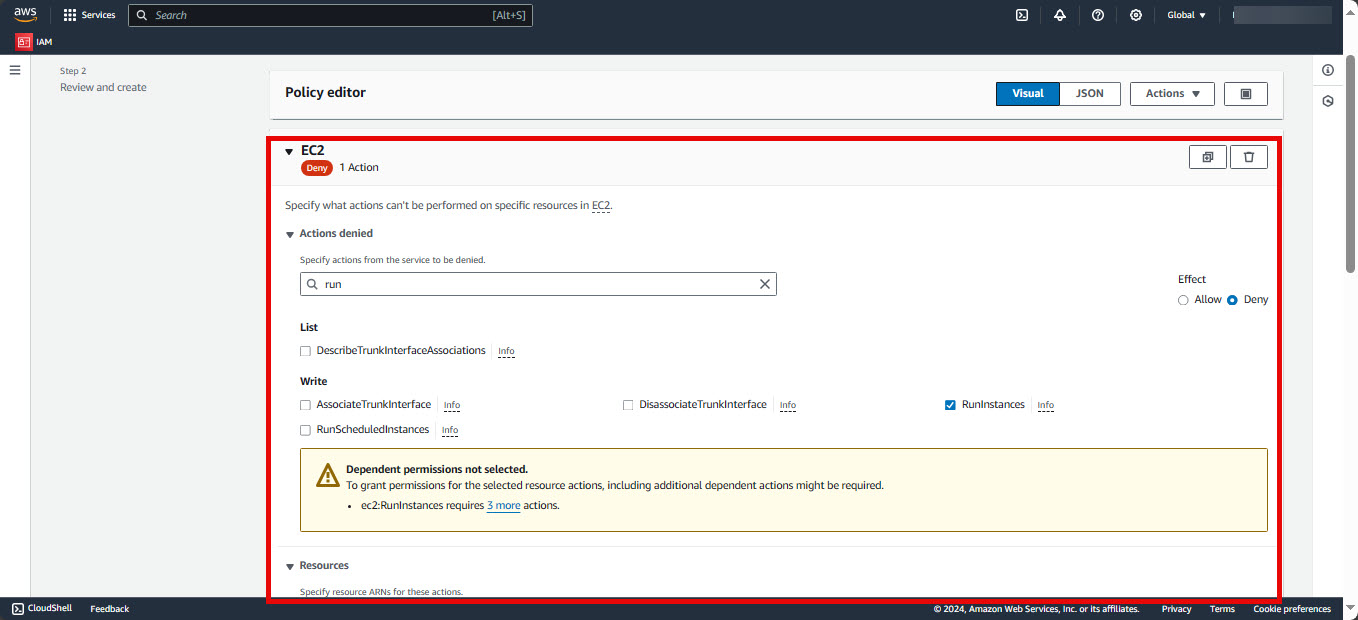 aws
Services
Search
[Alt+S]
Global
IAM
Step 2
Review and create
Policy editor
Visual
JSON
Actions
EC2
Deny
1 Action
Specify what actions can't be performed on specific resources in EC2.
Actions denied
Specify actions from the service to be denied.
run
Effect
Allow
Deny
List
DescribeTrunkInterfaceAssociations
Info
Write
AssociateTrunkInterface
Info
DisassociateTrunkInterface
Info
RunInstances
Info
RunScheduledInstances
Info
Dependent permissions not selected.
To grant permissions for the selected resource actions, including additional dependent actions might be required.
• ec2:RunInstances requires 3 more actions.
Resources
Specify resource ARNs for these actions.
CloudShell
Feedback
© 2024, Amazon Web Services, Inc. or its affiliates.
Privacy
Terms
Cookie preferences